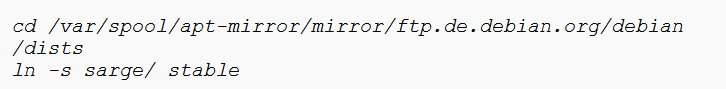 cd /var/spool/apt-mirror/mirror/ftp.de.debian.org/debian
/dists
ln -s sarge/ stable